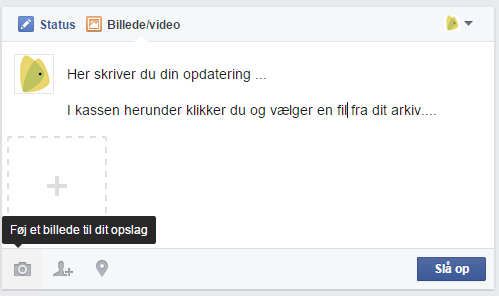 Status Billede/video
Her skriver du din opdatering ...
I kassen herunder klikker du og vælger en fil fra dit arkiv....
Føj et billede til dit opslag
Slå op